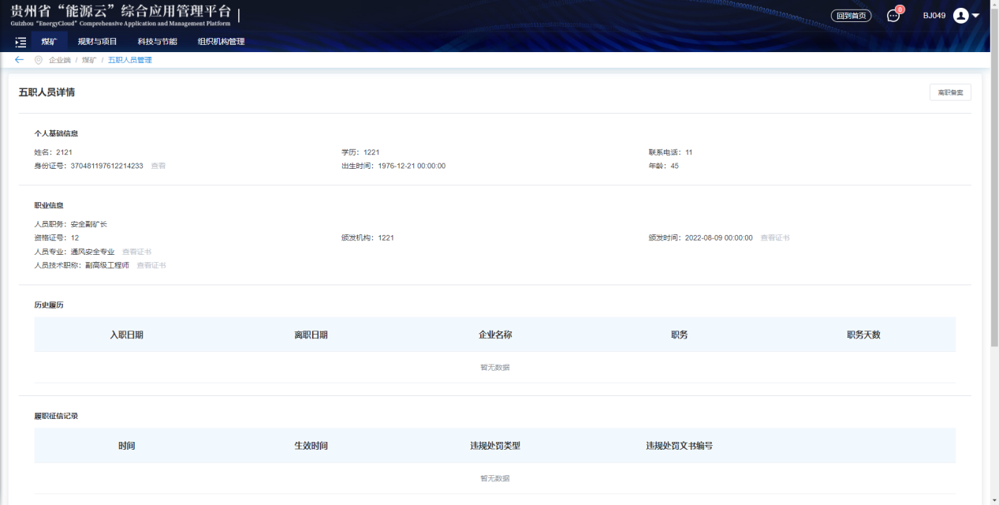 贵州省“能源云”综合应用管理平台
Guizhou "EnergyCloud" Comprehensive Application and Management Platform
回到首页 0 BJ049
煤矿 规财与项目 科技与节能 组织机构管理
企业端 / 煤矿 / 五职人员管理
五职人员详情 离职备案
个人基础信息
姓名：2121 学历：1221 联系电话：11
身份证号：370481197612214233 查看 出生时间：1976-12-21 00:00:00 年龄：45
职业信息
人员职务：安全副矿长
资格证号：12 颁发机构：1221 颁发时间：2022-08-09 00:00:00 查看证书
人员专业：通风安全专业 查看证书
人员技术职称：副高级工程师 查看证书
历史履历
入职日期 离职日期 企业名称 职务 职务天数
暂无数据
履职征信记录
时间 生效时间 违规处罚类型 违规处罚文书编号
暂无数据